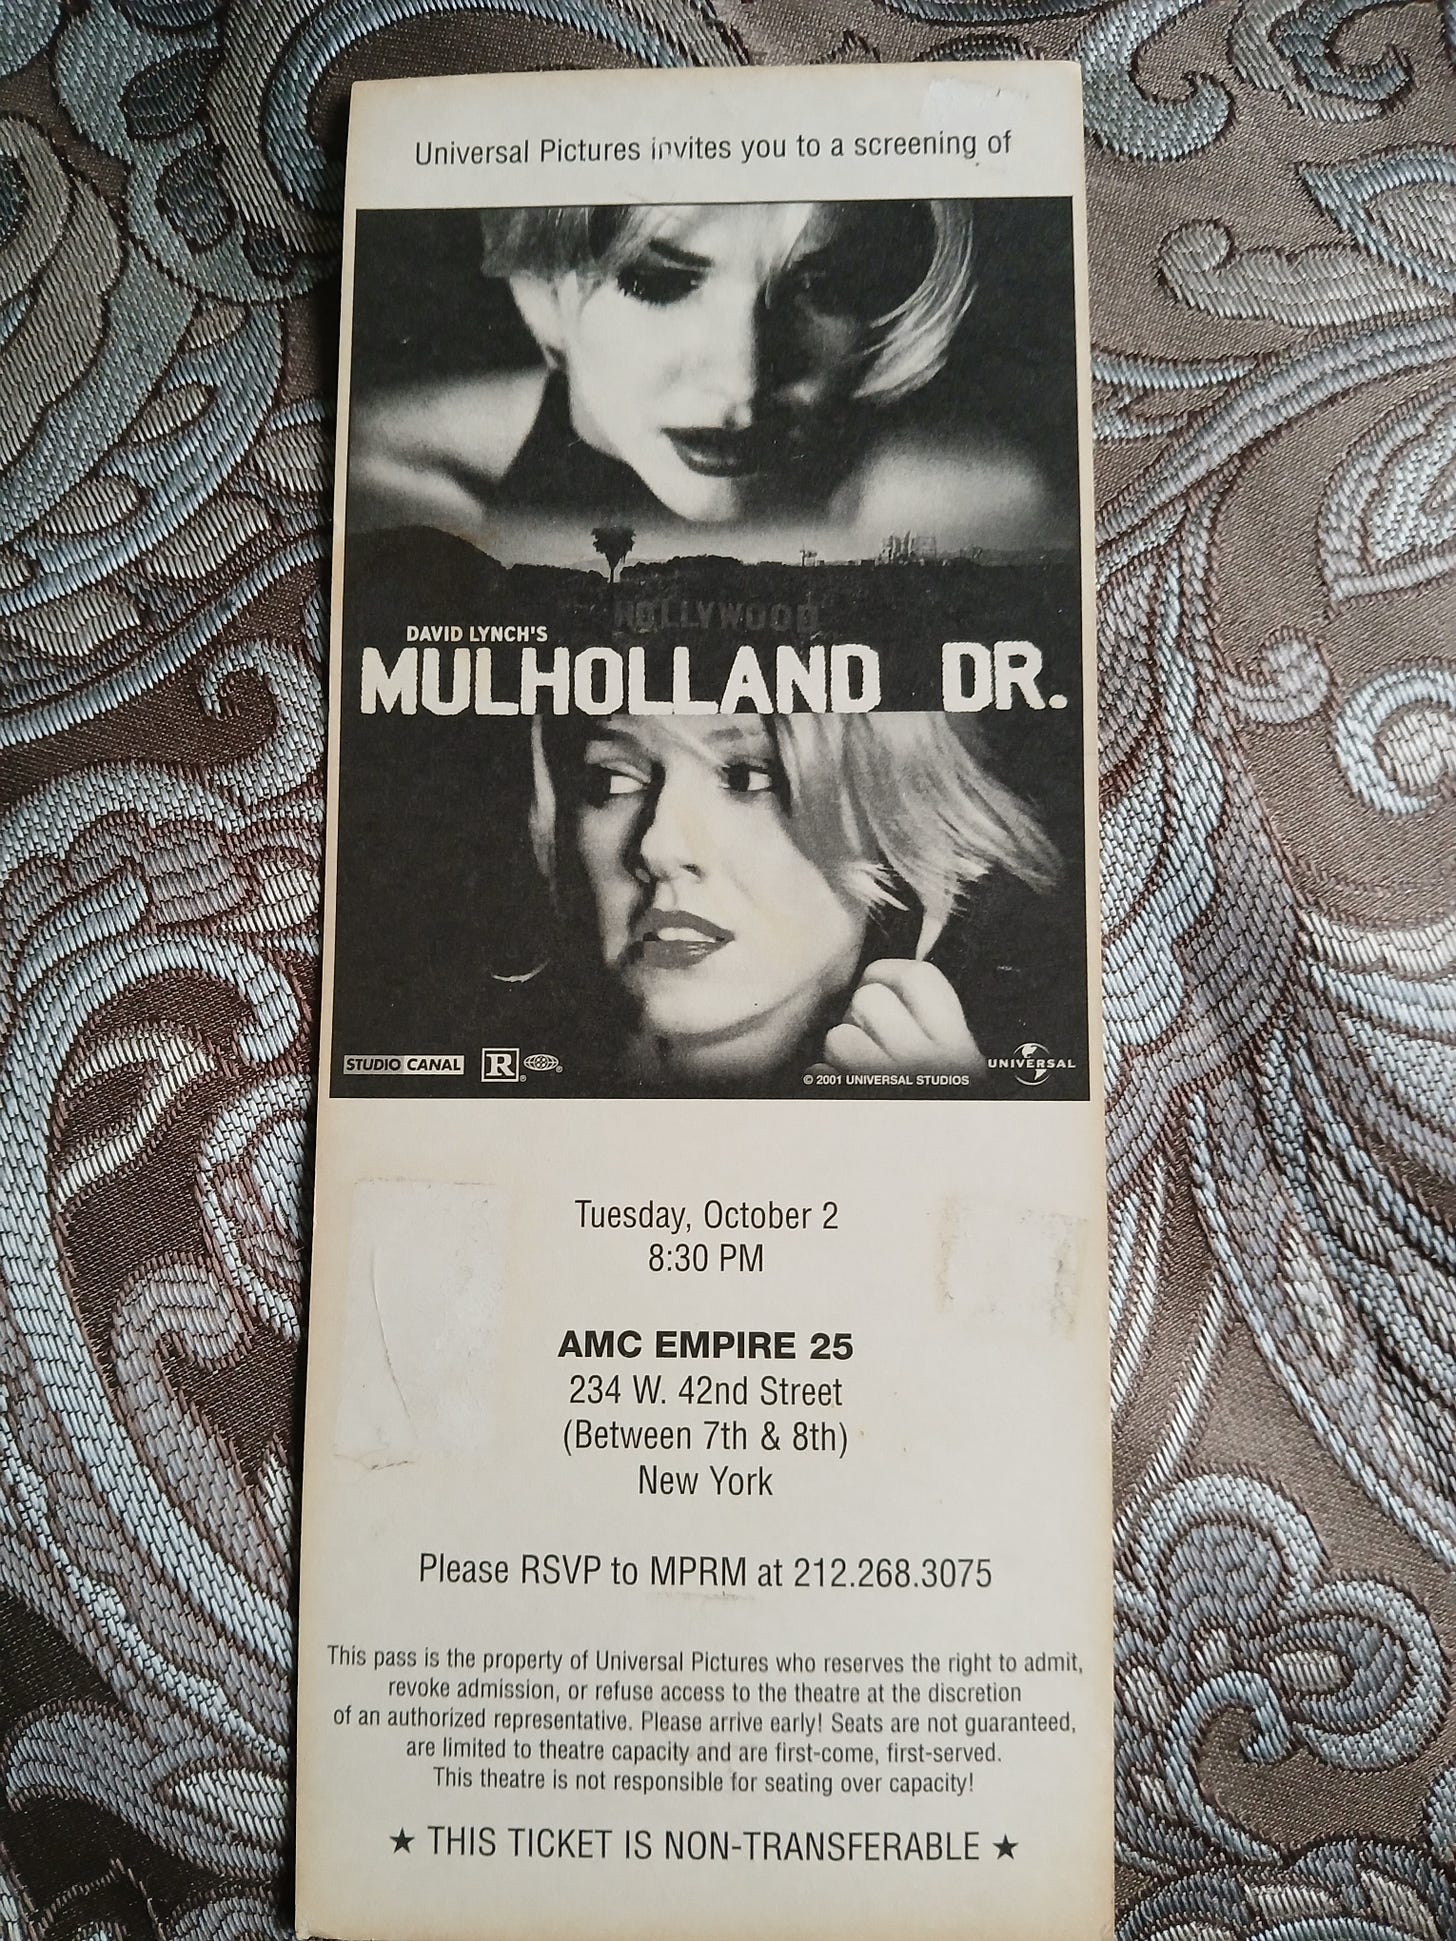 Universal Pictures invites you to a screening of
HOLLYWOOD
DAVID LYNCH'S
MULHOLLAND DR.
STUDIO CANAL R ® ® © 2001 UNIVERSAL STUDIOS UNIVERSAL
Tuesday, October 2
8:30 PM
AMC EMPIRE 25
234 W. 42nd Street
(Between 7th & 8th)
New York
Please RSVP to MPRM at 212.268.3075
This pass is the property of Universal Pictures who reserves the right to admit,
revoke admission, or refuse access to the theatre at the discretion
of an authorized representative. Please arrive early! Seats are not guaranteed,
are limited to theatre capacity and are first-come, first-served.
This theatre is not responsible for seating over capacity!
★ THIS TICKET IS NON-TRANSFERABLE ★